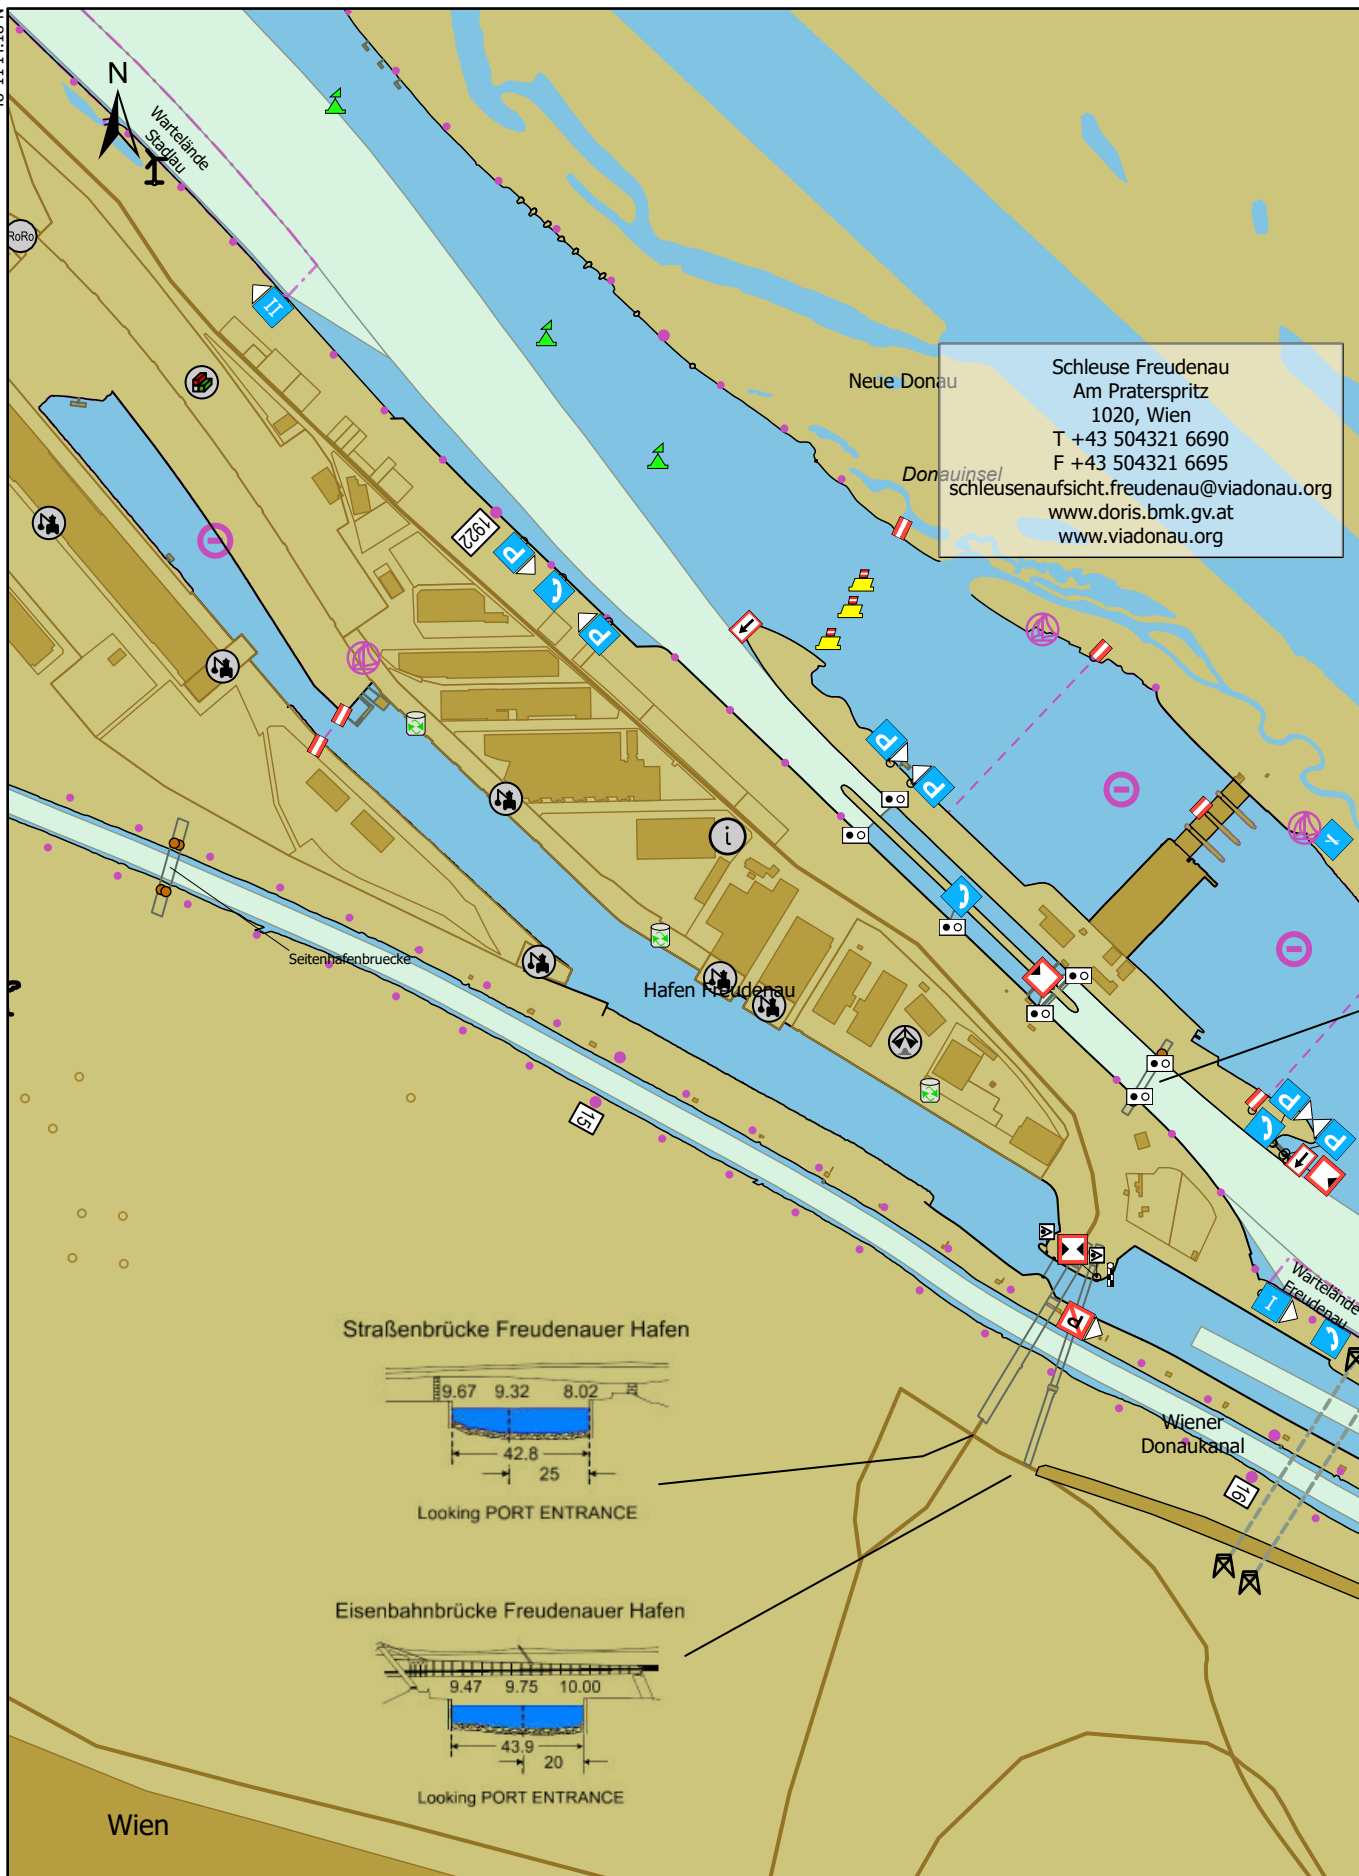 N
Wartelände
Stadlau
RoRo
II
Neue Donau
Donauinsel
Schleuse Freudenau
Am Praterspritz
1020, Wien
T +43 504321 6690
F +43 504321 6695
schleusenaufsicht.freudenau@viadonau.org
www.doris.bmk.gv.at
www.viadonau.org
1922
P
P
P
P
i
Seitenhafenbruecke
Hafen Freudenau
15
P
P
Wartelände
Freudenau
I
P
Straßenbrücke Freudenauer Hafen
9.67 9.32 8.02
42.8
25
Looking PORT ENTRANCE
Wiener
Donaukanal
16
Eisenbahnbrücke Freudenauer Hafen
9.47 9.75 10.00
43.9
20
Looking PORT ENTRANCE
Wien